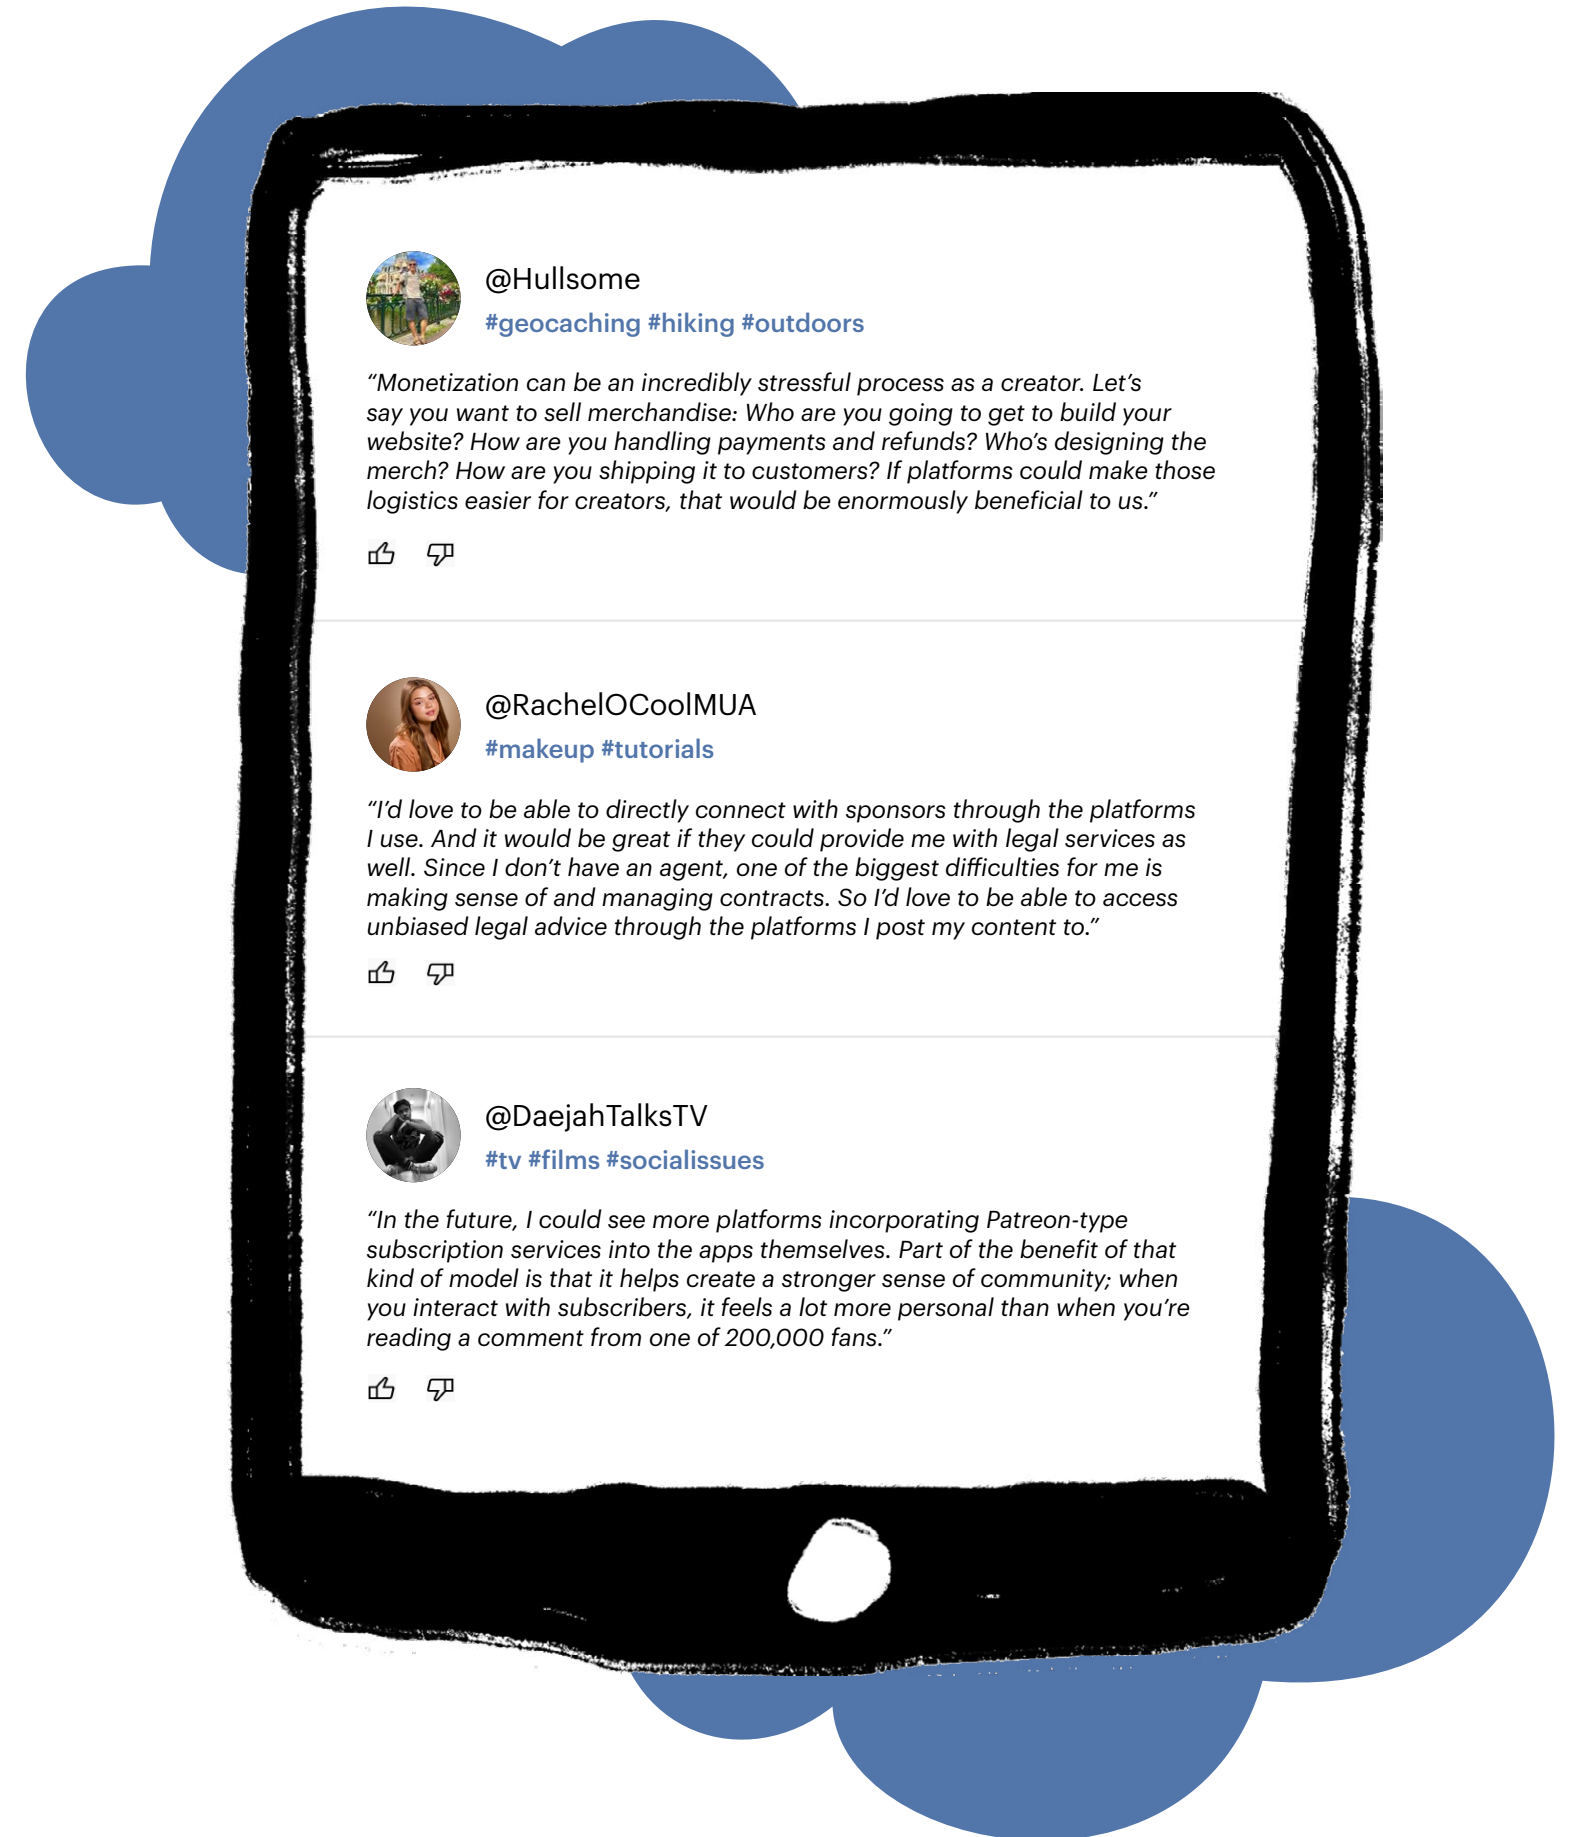 @Hullsome
#geocaching #hiking #outdoors
“Monetization can be an incredibly stressful process as a creator. Let’s
say you want to sell merchandise: Who are you going to get to build your
website? How are you handling payments and refunds? Who’s designing the
merch? How are you shipping it to customers? If platforms could make those
logistics easier for creators, that would be enormously beneficial to us.”
@RachelOCoolMUA
#makeup #tutorials
“I’d love to be able to directly connect with sponsors through the platforms
I use. And it would be great if they could provide me with legal services as
well. Since I don’t have an agent, one of the biggest difficulties for me is
making sense of and managing contracts. So I’d love to be able to access
unbiased legal advice through the platforms I post my content to.”
@DaejahTalksTV
#tv #films #socialissues
“In the future, I could see more platforms incorporating Patreon-type
subscription services into the apps themselves. Part of the benefit of that
kind of model is that it helps create a stronger sense of community; when
you interact with subscribers, it feels a lot more personal than when you’re
reading a comment from one of 200,000 fans.”